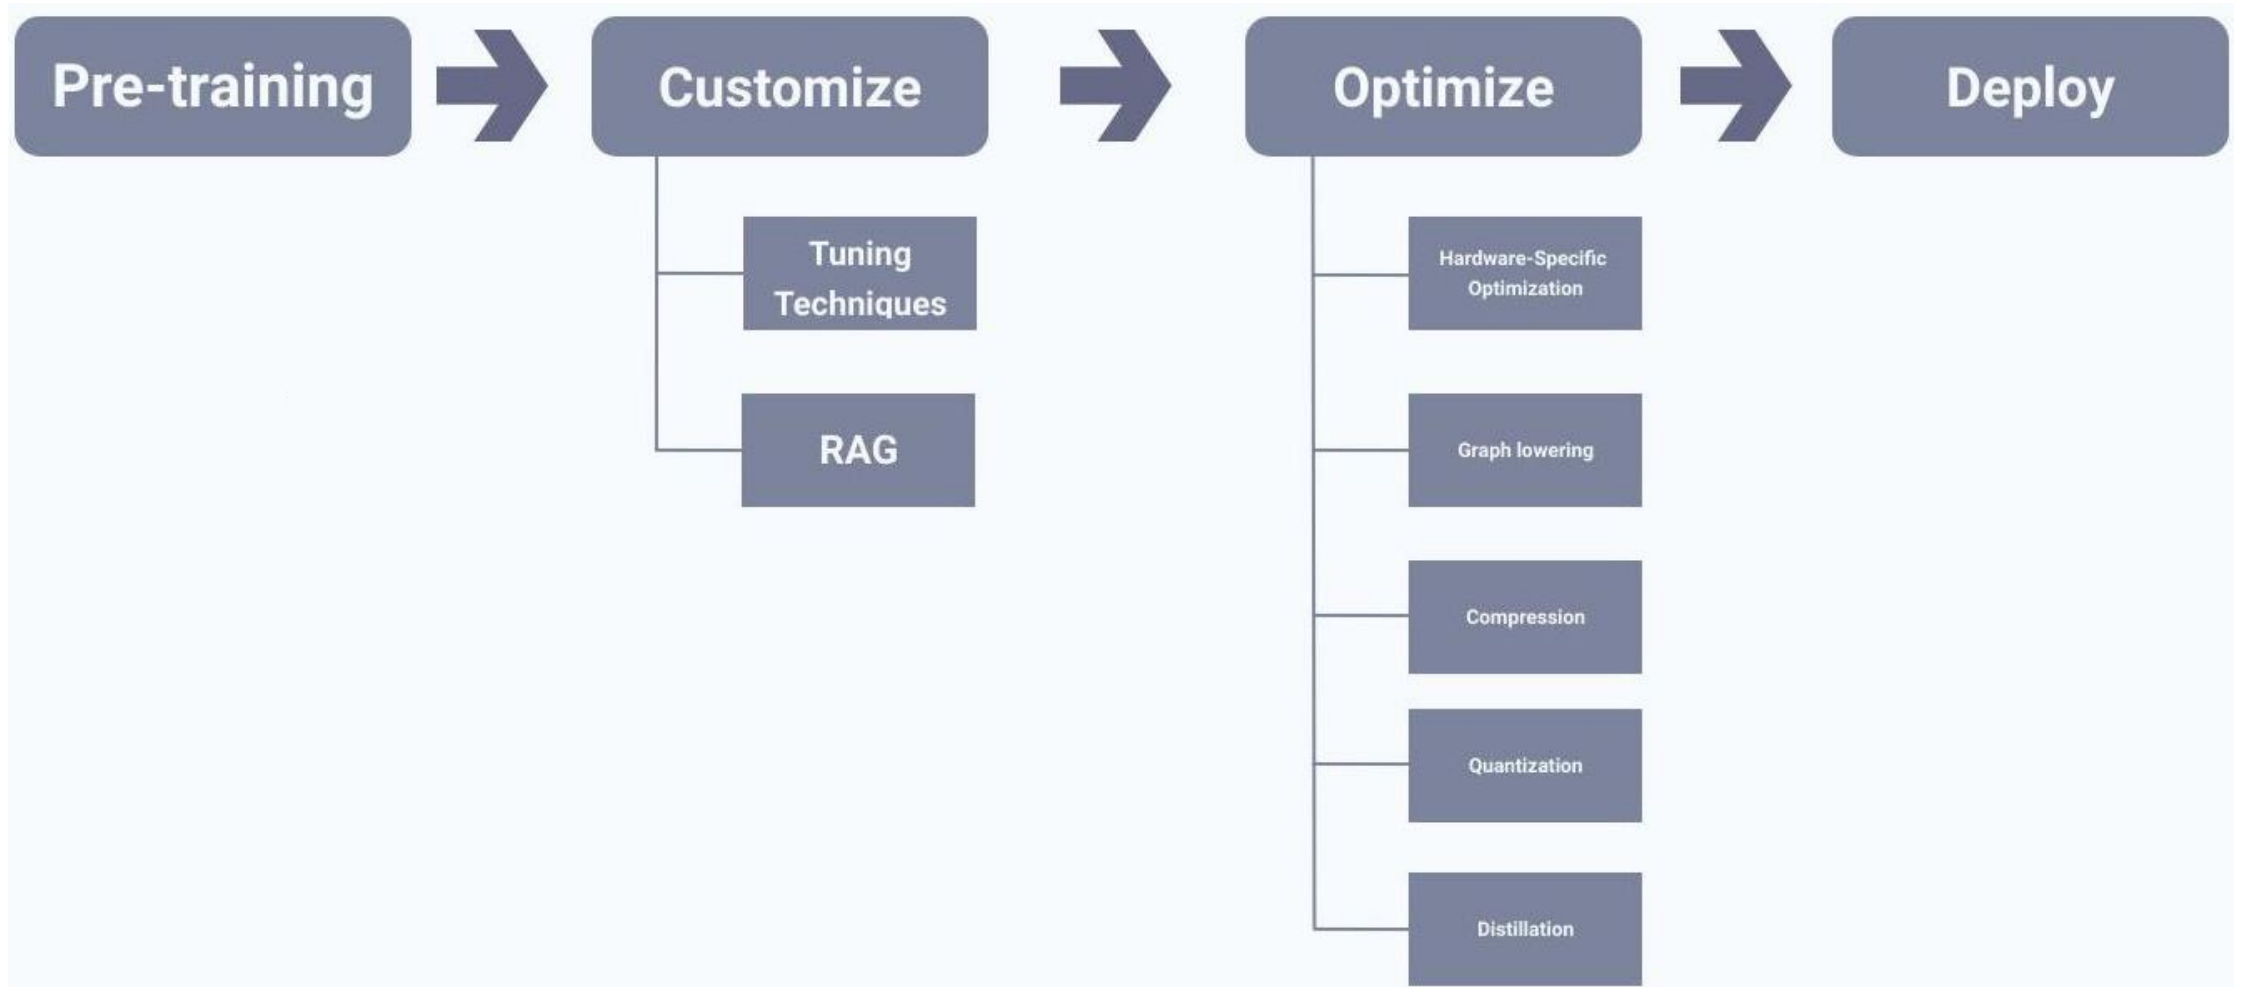 Pre-training
Customize
Optimize
Deploy
Tuning
Techniques
RAG
Hardware-Specific
Optimization
Graph lowering
Compression
Quantization
Distillation